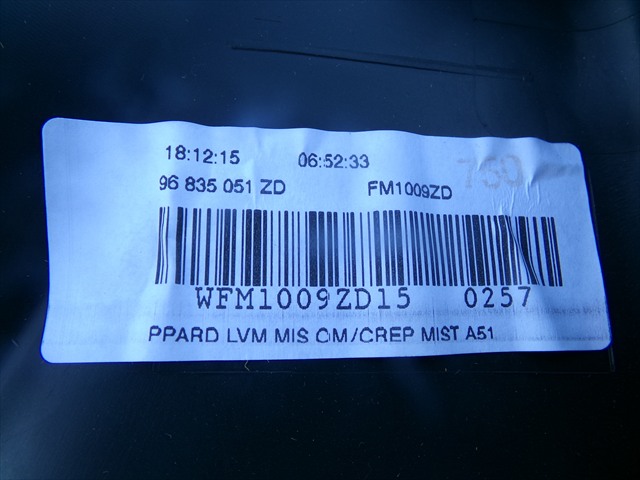 18:12:15 06:52:33
96 835 051 ZD FM1009ZD
WFM1009ZD15 0257
PPARD LVM MIS OM/CREP MIST A51